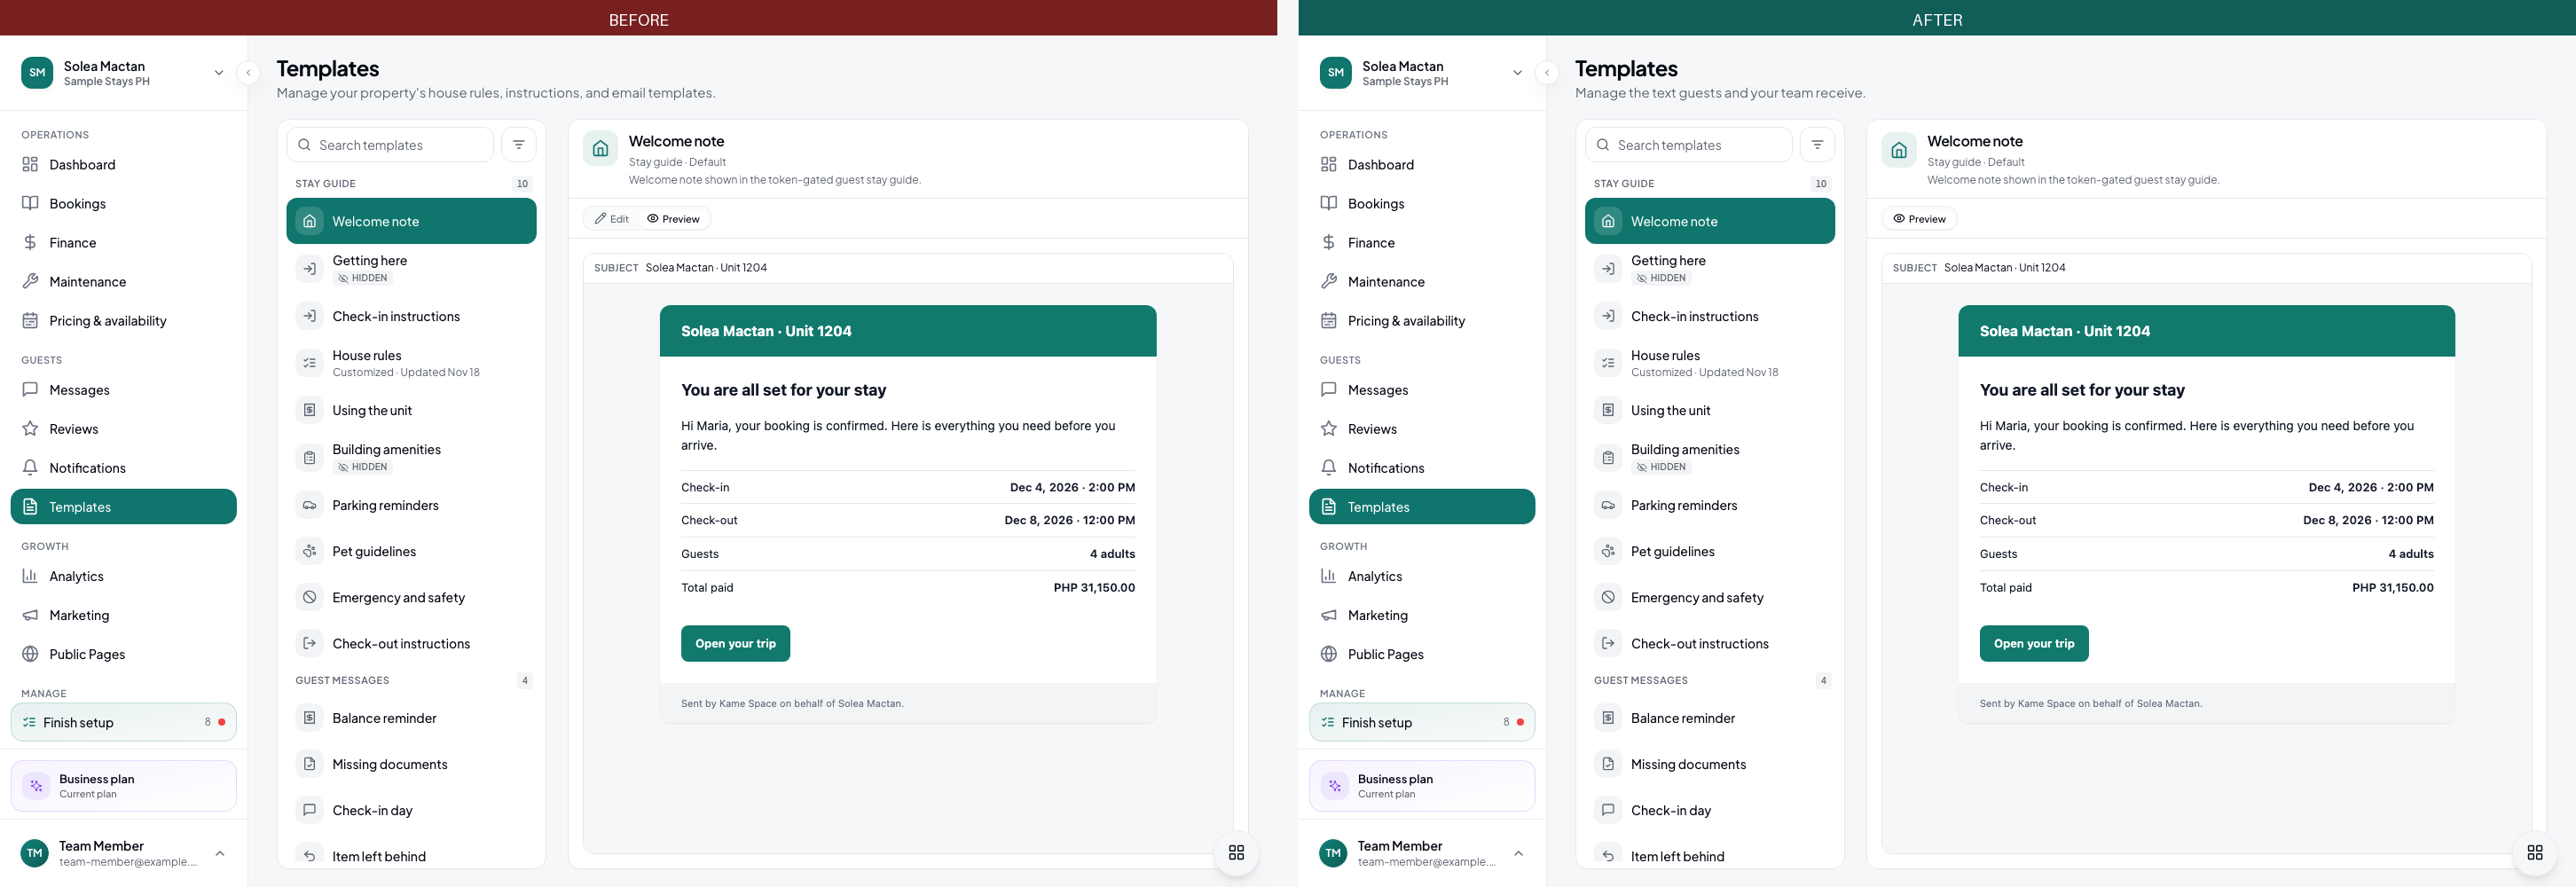 BEFORE
SM
Solea Mactan
Sample Stays PH
OPERATIONS
Dashboard
Bookings
Finance
Maintenance
Pricing & availability
GUESTS
Messages
Reviews
Notifications
Templates
GROWTH
Analytics
Marketing
Public Pages
MANAGE
Finish setup 8
Business plan
Current plan
TM
Team Member
team-member@example....
Templates
Manage your property's house rules, instructions, and email templates.
Search templates
STAY GUIDE 10
Welcome note
Getting here
HIDDEN
Check-in instructions
House rules
Customized · Updated Nov 18
Using the unit
Building amenities
HIDDEN
Parking reminders
Pet guidelines
Emergency and safety
Check-out instructions
GUEST MESSAGES 4
Balance reminder
Missing documents
Check-in day
Item left behind
Welcome note
Stay guide · Default
Welcome note shown in the token-gated guest stay guide.
Edit Preview
SUBJECT Solea Mactan · Unit 1204
Solea Mactan · Unit 1204
You are all set for your stay
Hi Maria, your booking is confirmed. Here is everything you need before you
arrive.
Check-in Dec 4, 2026 · 2:00 PM
Check-out Dec 8, 2026 · 12:00 PM
Guests 4 adults
Total paid PHP 31,150.00
Open your trip
Sent by Kame Space on behalf of Solea Mactan.
AFTER
SM
Solea Mactan
Sample Stays PH
OPERATIONS
Dashboard
Bookings
Finance
Maintenance
Pricing & availability
GUESTS
Messages
Reviews
Notifications
Templates
GROWTH
Analytics
Marketing
Public Pages
MANAGE
Finish setup 8
Business plan
Current plan
TM
Team Member
team-member@example....
Templates
Manage the text guests and your team receive.
Search templates
STAY GUIDE 10
Welcome note
Getting here
HIDDEN
Check-in instructions
House rules
Customized · Updated Nov 18
Using the unit
Building amenities
HIDDEN
Parking reminders
Pet guidelines
Emergency and safety
Check-out instructions
GUEST MESSAGES 4
Balance reminder
Missing documents
Check-in day
Item left behind
Welcome note
Stay guide · Default
Welcome note shown in the token-gated guest stay guide.
Preview
SUBJECT Solea Mactan · Unit 1204
Solea Mactan · Unit 1204
You are all set for your stay
Hi Maria, your booking is confirmed. Here is everything you need before you
arrive.
Check-in Dec 4, 2026 · 2:00 PM
Check-out Dec 8, 2026 · 12:00 PM
Guests 4 adults
Total paid PHP 31,150.00
Open your trip
Sent by Kame Space on behalf of Solea Mactan.